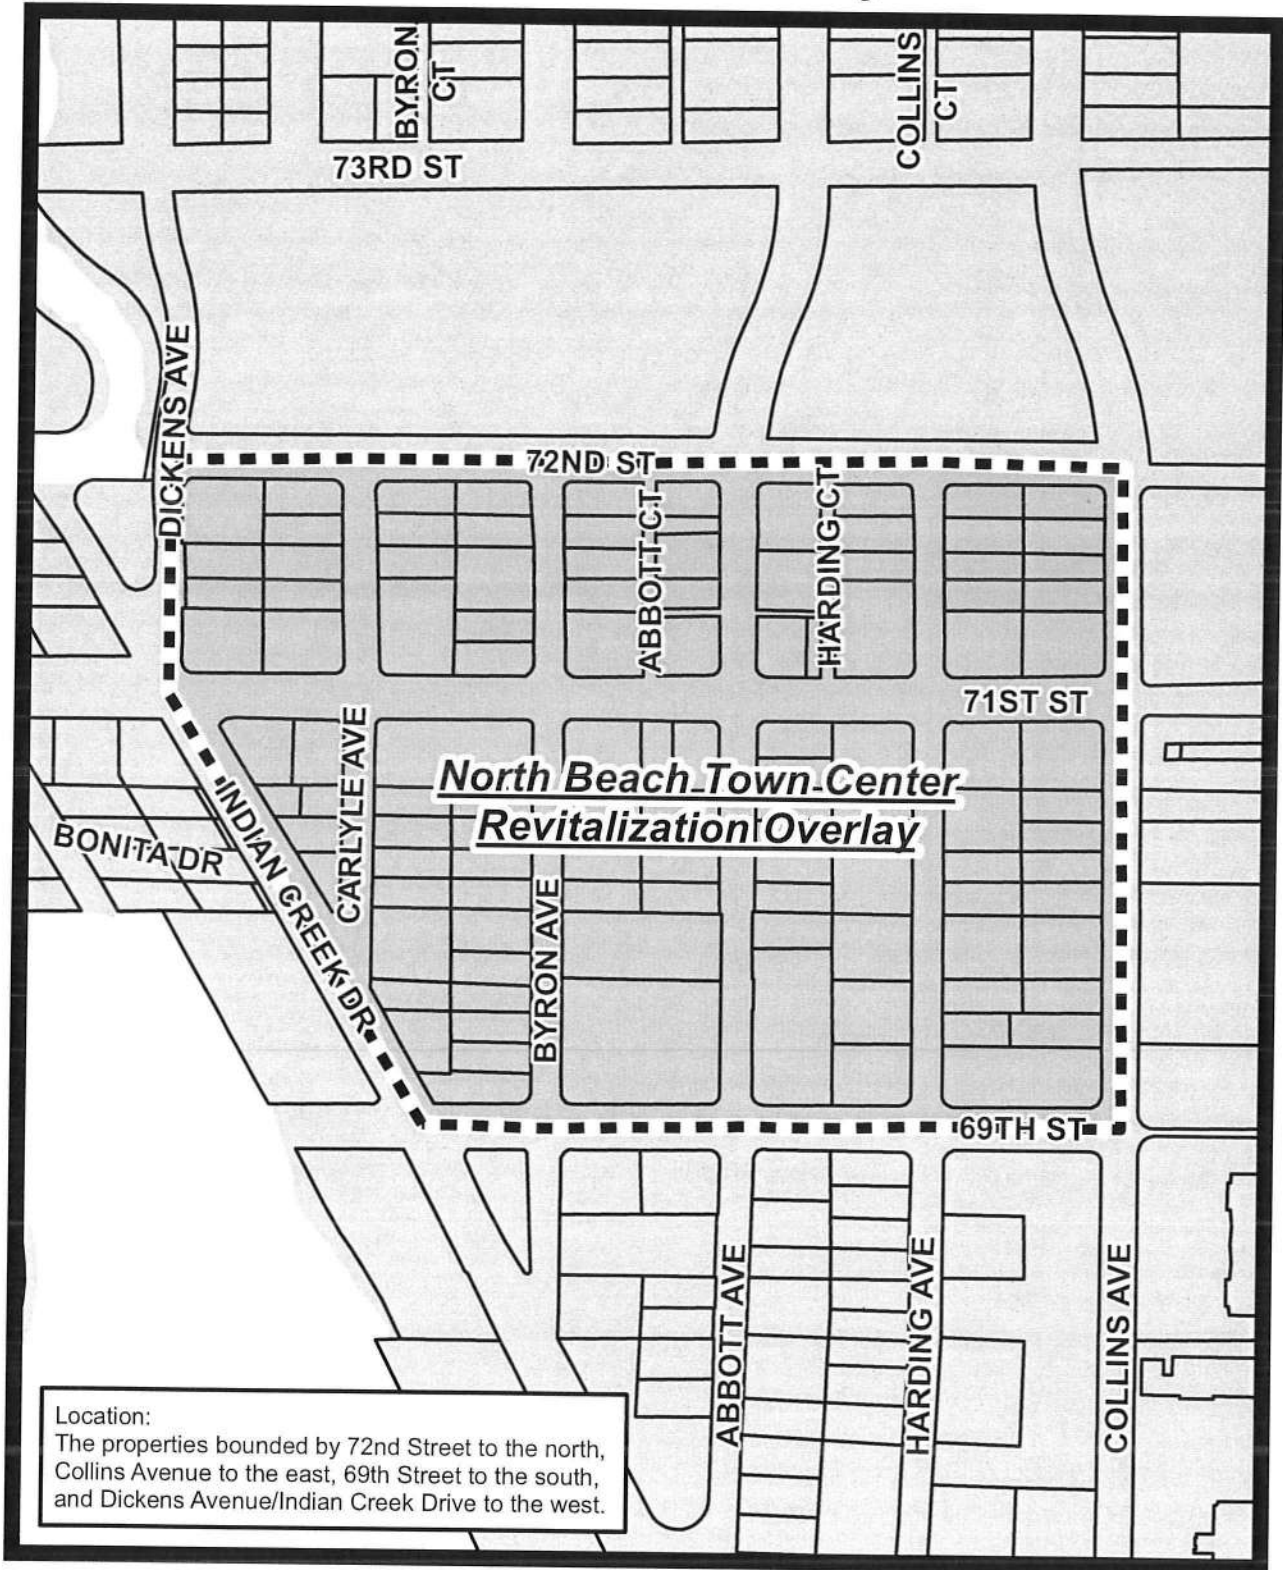 BYRON
CT
COLLINS
CT
73RD ST
DICKENS AVE
72ND ST
ABBOTT CT
HARDING CT
71ST ST
CARLYLE AVE
North Beach Town Center
Revitalization Overlay
INDIAN CREEK DR
BONITA DR
BYRON AVE
69TH ST
ABBOTT AVE
HARDING AVE
COLLINS AVE
Location:
The properties bounded by 72nd Street to the north,
Collins Avenue to the east, 69th Street to the south,
and Dickens Avenue/Indian Creek Drive to the west.